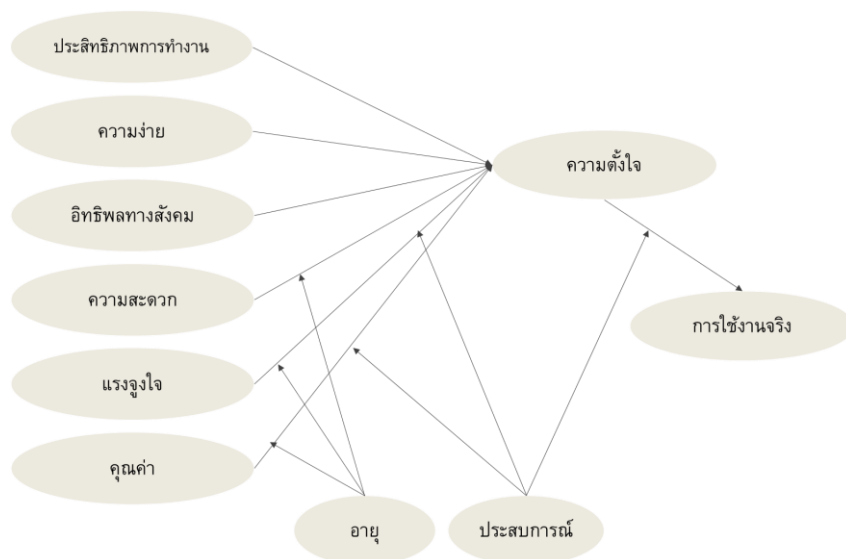 ประสิทธิภาพการทำงาน
ความง่าย
ความตั้งใจ
อิทธิพลทางสังคม
ความสะดวก
การใช้งานจริง
แรงจูงใจ
คุณค่า
อายุ
ประสบการณ์